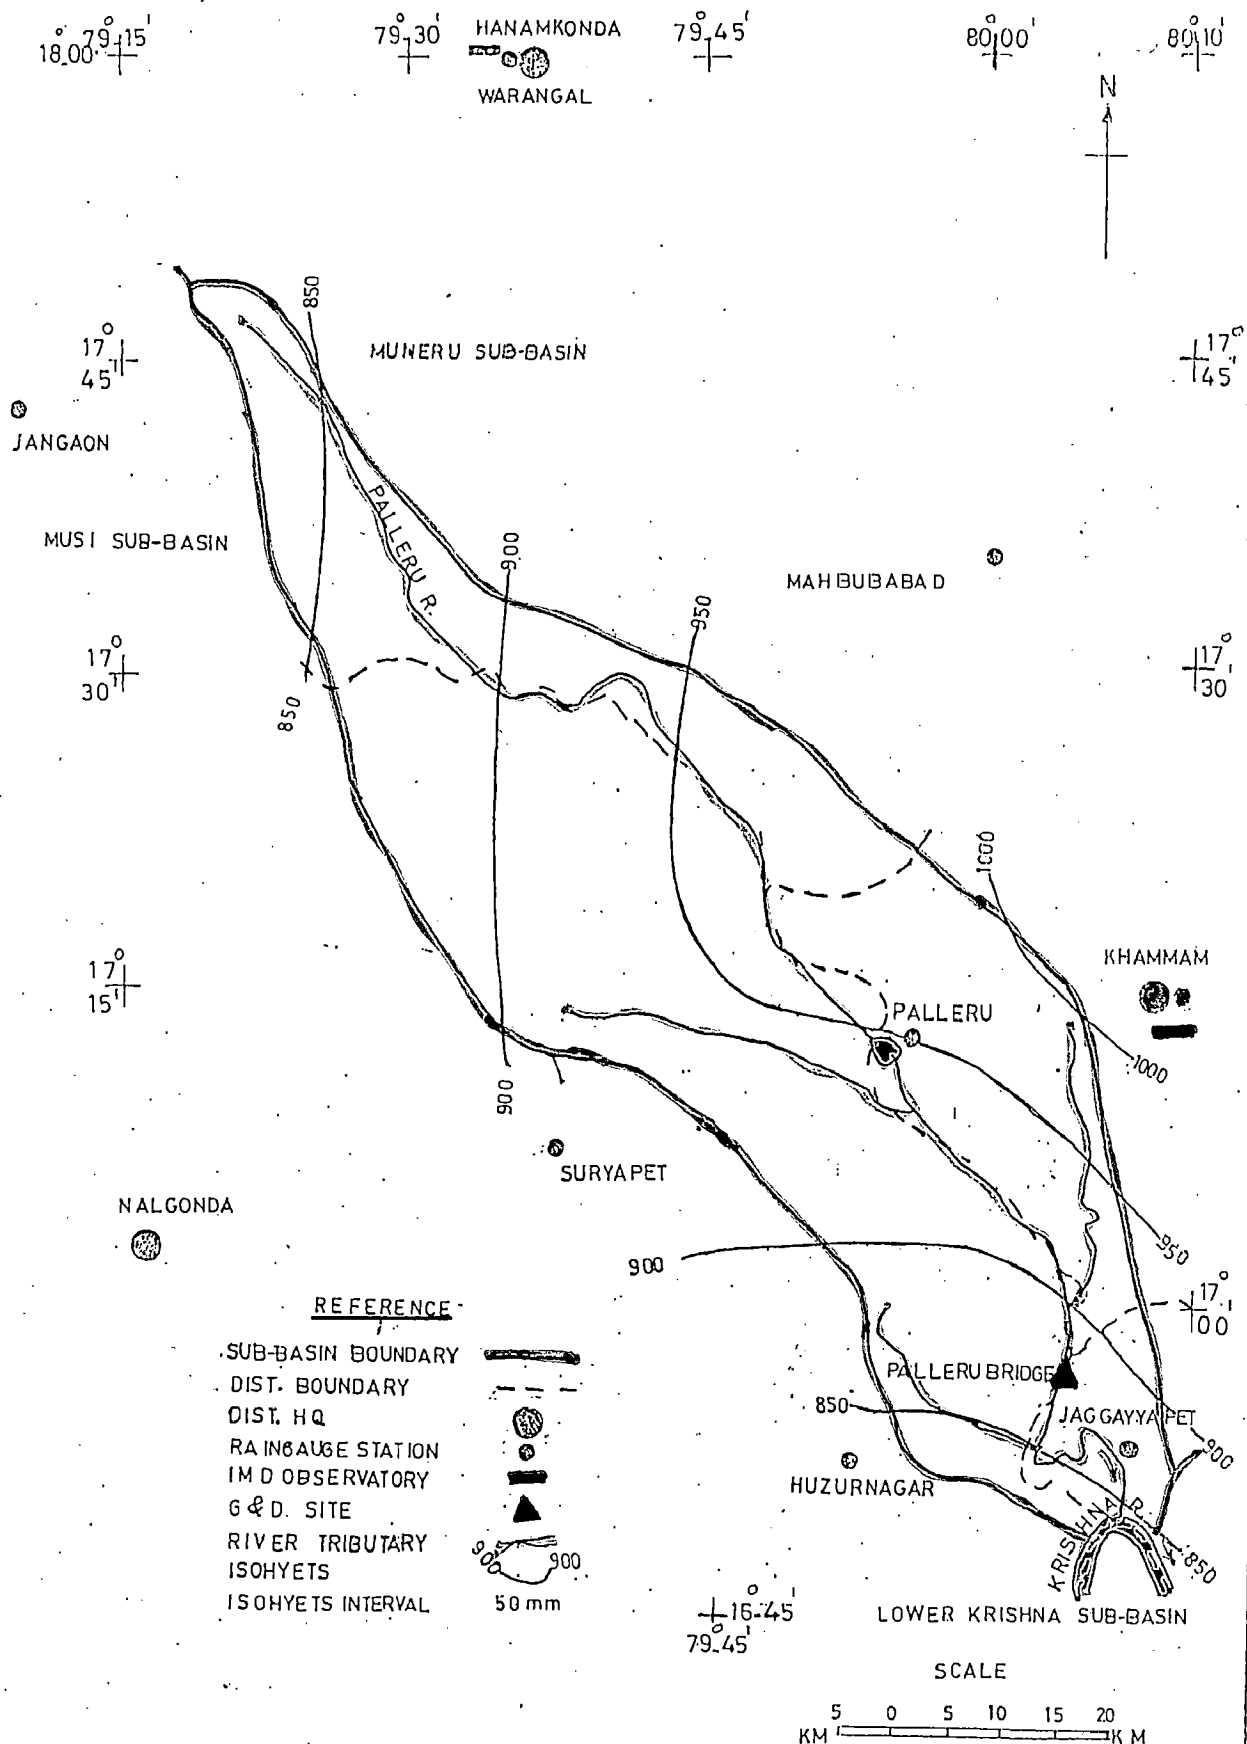 79°15' 79°30' HANAMKONDA 79°45' 80°00' 80°10'
18°00'
WARANGAL
N
850
17°45'
MUNERU SUB-BASIN
17°45'
JANGAON
PALLERU R.
MUSI SUB-BASIN
900
MAHBUBABAD
950
17°30'
17°30'
850
1000
17°15'
KHAMMAM
PALLERU
1000
900
SURYAPET
NALGONDA
950
900
17°00'
REFERENCE
SUB-BASIN BOUNDARY
DIST. BOUNDARY
DIST. HQ
RAINGAUGE STATION
IMD OBSERVATORY
G&D. SITE
RIVER TRIBUTARY
ISOHYETS 900 900
ISOHYETS INTERVAL 50 mm
PALLERU BRIDGE
850
JAGGAYYAPET
900
HUZURNAGAR
KRISHNA R.
850
16°45'
79°45'
LOWER KRISHNA SUB-BASIN
SCALE
5 0 5 10 15 20
KM KM